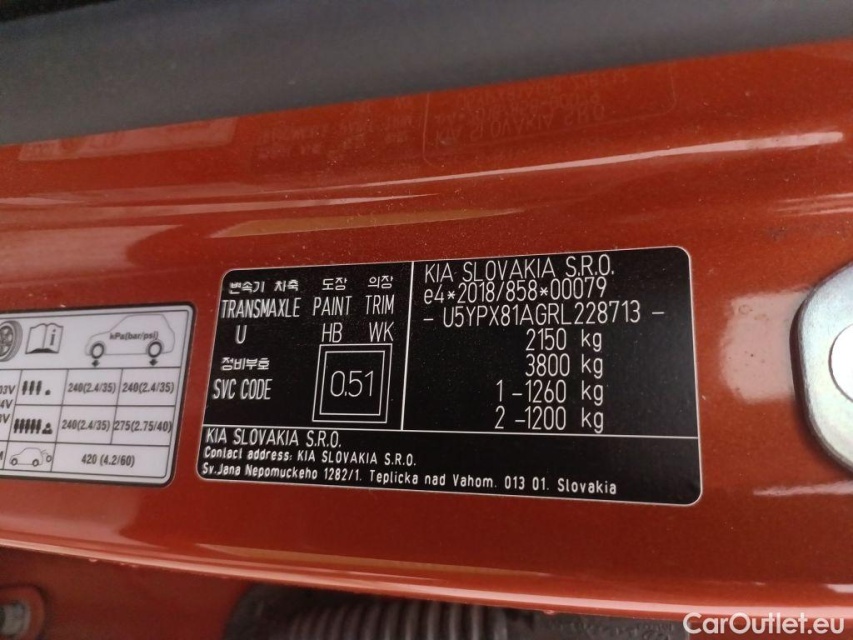 kPa(bar/psi)
240(2.4/35) 240(2.4/35)
240(2.4/35) 275(2.75/40)
420 (4.2/60)
변속기 차축 도장 의장
TRANSMAXLE PAINT TRIM
U HB WK
정비부호
SVC CODE
0.51
KIA SLOVAKIA S.R.O.
e4*2018/858*00079
- U5YPX81AGRL228713 -
2150 kg
3800 kg
1 -1260 kg
2 -1200 kg
KIA SLOVAKIA S.R.O.
Contact address: KIA SLOVAKIA S.R.O.
Sv.Jana Nepomuckeho 1282/1. Teplicka nad Vahom. 013 01. Slovakia
CarOutlet.eu